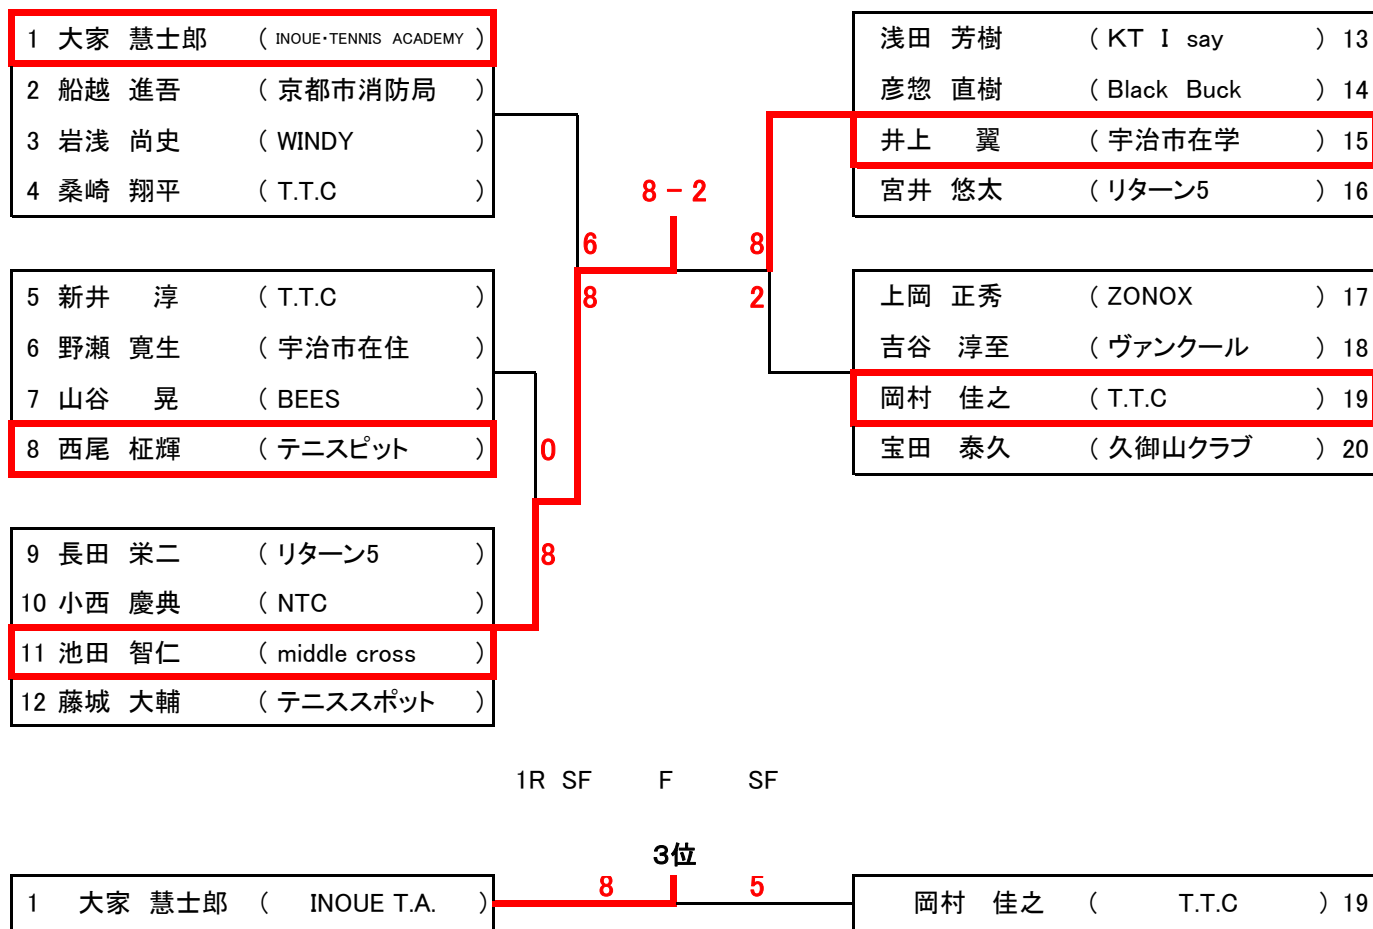 1 大家 慧士郎 ( INOUE・TENNIS ACADEMY )
2 船越 進吾 ( 京都市消防局 )
3 岩浅 尚史 ( WINDY )
4 桑崎 翔平 ( T.T.C )
5 新井 淳 ( T.T.C )
6 野瀬 寛生 ( 宇治市在住 )
7 山谷 晃 ( BEES )
8 西尾 柾輝 ( テニスピット )
9 長田 栄二 ( リターン5 )
10 小西 慶典 ( NTC )
11 池田 智仁 ( middle cross )
12 藤城 大輔 ( テニススポット )
0
8
6
8
8 − 2
8
2
浅田 芳樹 ( KT I say ) 13
彦惣 直樹 ( Black Buck ) 14
井上 翼 ( 宇治市在学 ) 15
宮井 悠太 ( リターン5 ) 16
上岡 正秀 ( ZONOX ) 17
吉谷 淳至 ( ヴァンクール ) 18
岡村 佳之 ( T.T.C ) 19
宝田 泰久 ( 久御山クラブ ) 20
1R SF F SF
3位
1 大家 慧士郎 ( INOUE T.A. ) 8 5 岡村 佳之 ( T.T.C ) 19